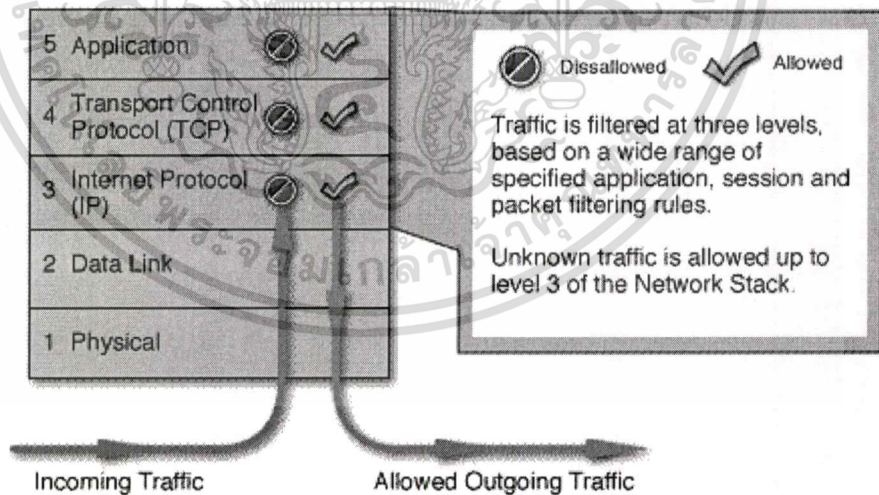 5 Application
4 Transport Control
Protocol (TCP)
3 Internet Protocol
(IP)
2 Data Link
1 Physical
Incoming Traffic
Allowed Outgoing Traffic
Dissallowed
Allowed
Traffic is filtered at three levels,
based on a wide range of
specified application, session and
packet filtering rules.
Unknown traffic is allowed up to
level 3 of the Network Stack.